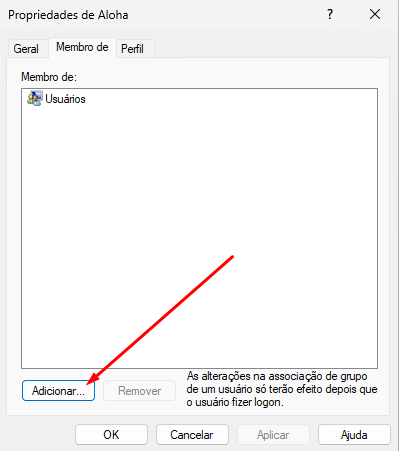 Propriedades de Aloha
? ×
Geral Membro de Perfil
Membro de:
Usuários
Adicionar... Remover
As alterações na associação de grupo
de um usuário só terão efeito depois que
o usuário fizer logon.
OK Cancelar Aplicar Ajuda